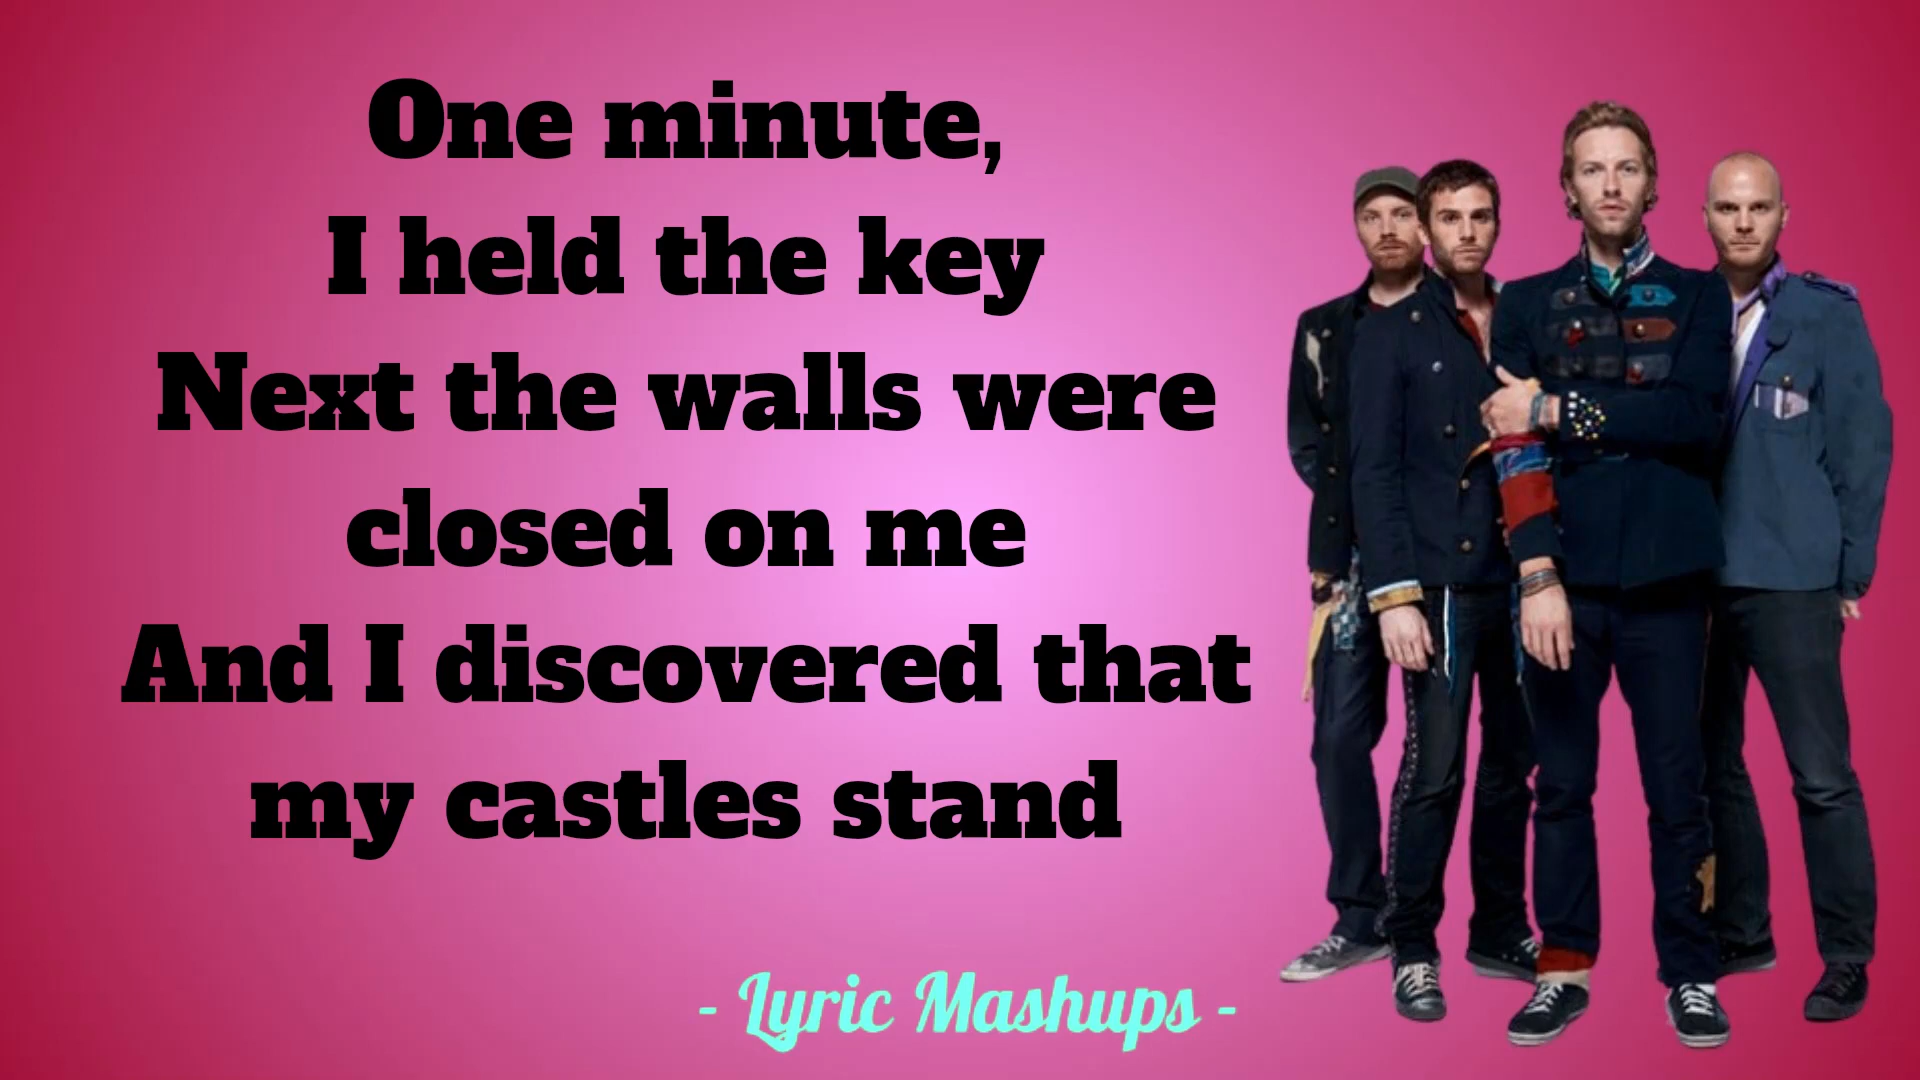 One minute,
I held the key
Next the walls were
closed on me
And I discovered that
my castles stand
- Lyric Mashups -